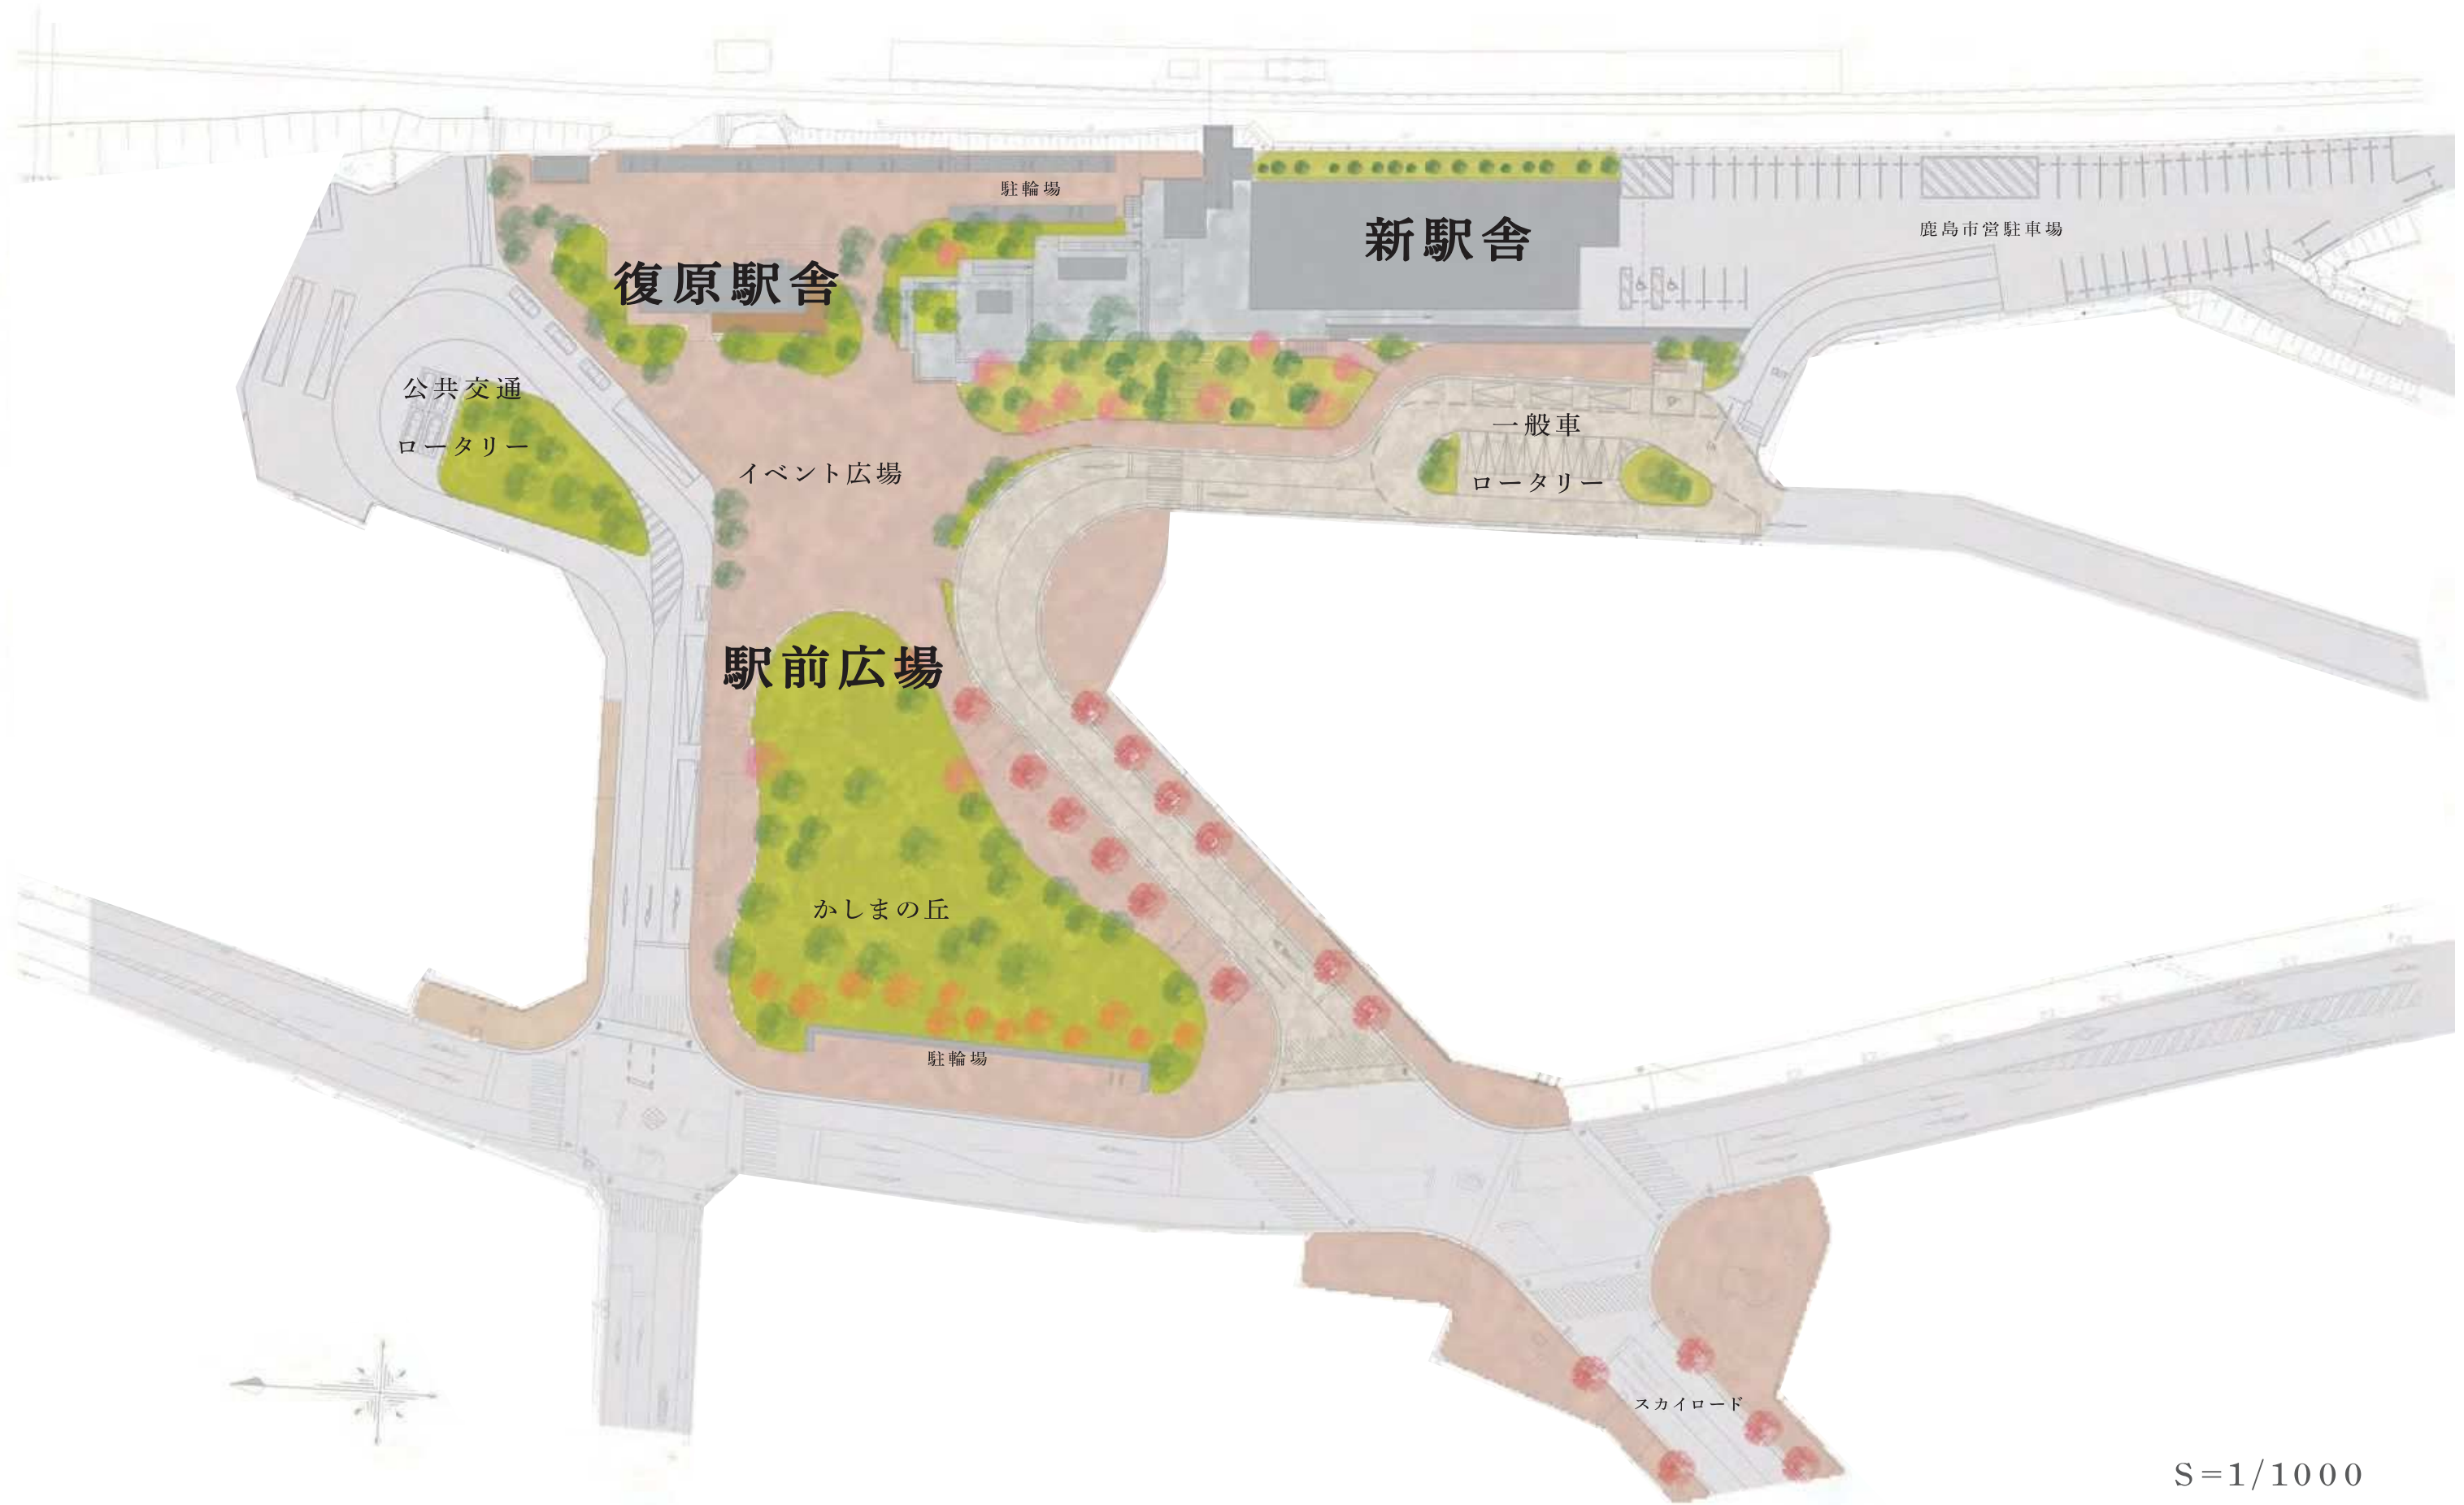 駐輪場
新駅舎
鹿島市営駐車場
復原駅舎
公共交通
ロータリー
一般車
ロータリー
イベント広場
駅前広場
かしまの丘
駐輪場
スカイロード
S=1/1000